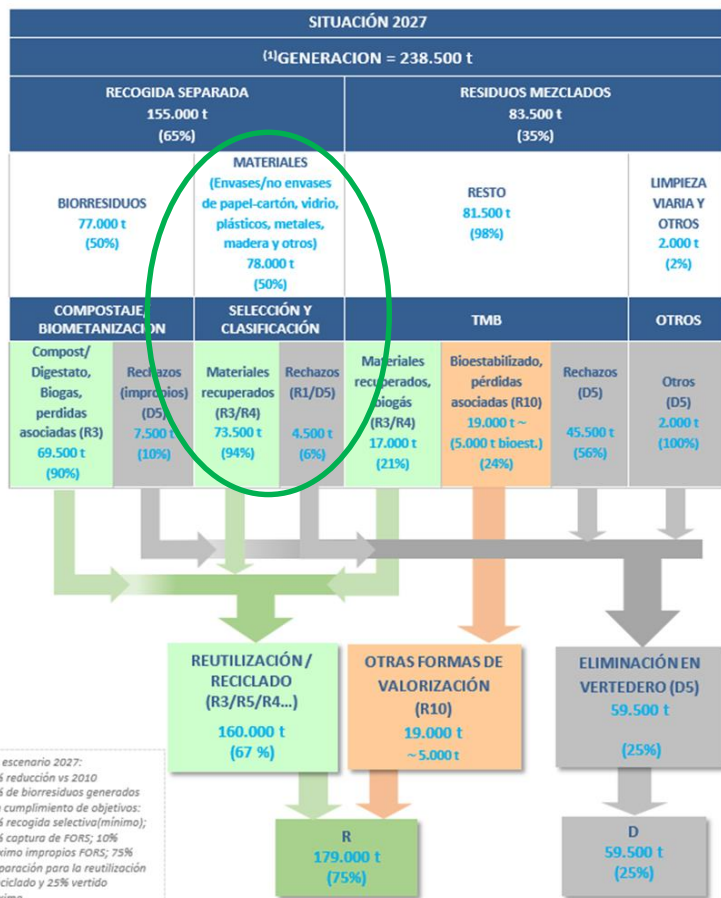 SITUACIÓN 2027
(1)GENERACION = 238.500 t
RECOGIDA SEPARADA
155.000 t
(65%)
RESIDUOS MEZCLADOS
83.500 t
(35%)
BIORRESIDUOS
77.000 t
(50%)
MATERIALES
(Envases/no envases
de papel-cartón, vidrio,
plásticos, metales,
madera y otros)
78.000 t
(50%)
RESTO
81.500 t
(98%)
LIMPIEZA
VIARIA Y
OTROS
2.000 t
(2%)
COMPOSTAJE/
BIOMETANIZACION
SELECCIÓN Y
CLASIFICACIÓN
TMB
OTROS
Compost/
Digestato,
Biogas,
perdidas
asociadas (R3)
69.500 t
(90%)
Rechazos
(impropios)
(D5)
7.500 t
(10%)
Materiales
recuperados
(R3/R4)
73.500 t
(94%)
Rechazos
(R1/D5)
4.500 t
(6%)
Materiales
recuperados,
biogás
(R3/R4)
17.000 t
(21%)
Bioestabilizado,
pérdidas
asociadas (R10)
19.000 t ~
(5.000 t bioest.)
(24%)
Rechazos
(D5)
45.500 t
(56%)
Otros
(D5)
2.000 t
(100%)
REUTILIZACIÓN /
RECICLADO
(R3/R5/R4...)
160.000 t
(67 %)
OTRAS FORMAS DE
VALORIZACIÓN
(R10)
19.000 t
~ 5.000 t
ELIMINACIÓN EN
VERTEDERO (D5)
59.500 t
(25%)
escenario 2027:
% reducción vs 2010
% de biorresiduos generados
cumplimiento de objetivos:
% recogida selectiva(mínimo);
% captura de FORS; 10%
impropios FORS; 75%
para la reutilización
y 25% vertido
R
179.000 t
(75%)
D
59.500 t
(25%)